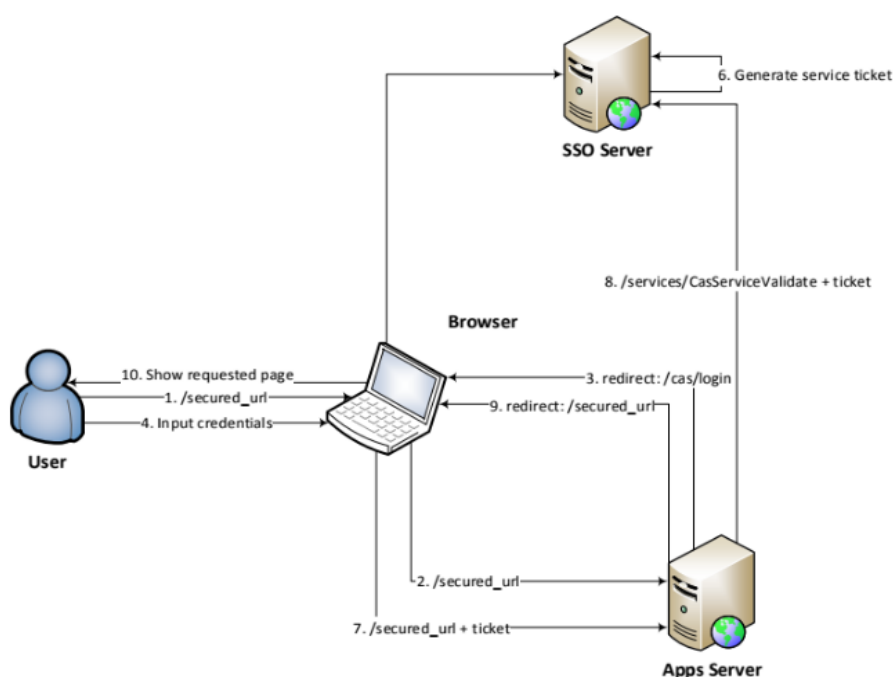 6. Generate service ticket
SSO Server
8. /services/CasServiceValidate + ticket
Browser
10. Show requested page
3. redirect: /cas/login
1. /secured_url
9. redirect: /secured_url
4. Input credentials
User
2. /secured_url
7. /secured_url + ticket
Apps Server